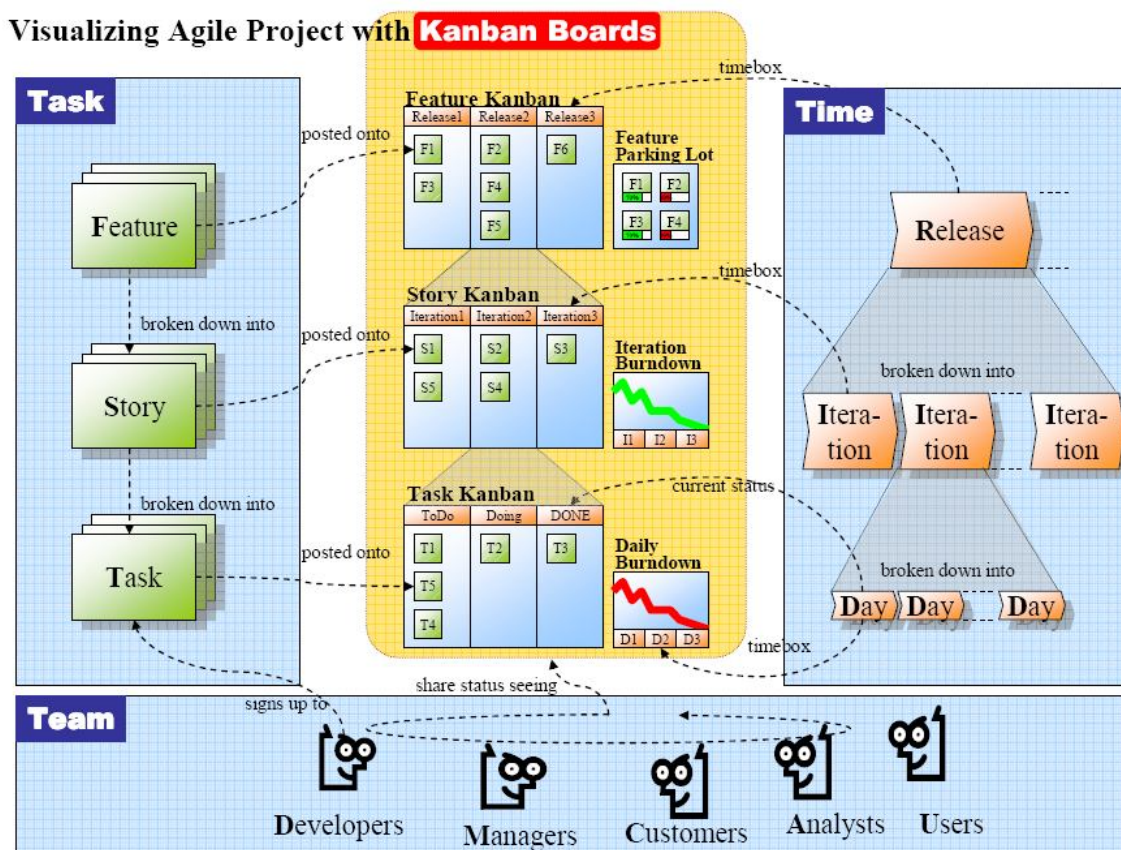 Visualizing Agile Project with Kanban Boards
Task
Feature
broken down into
Story
broken down into
Task
posted onto
posted onto
posted onto
Feature Kanban
Release1 Release2 Release3
F1 F2 F6
F3 F4
F5
Feature
Parking Lot
F1 F2
F3 F4
Story Kanban
Iteration1 Iteration2 Iteration3
S1 S2 S3
S5 S4
Iteration
Burndown
I1 I2 I3
Task Kanban
ToDo Doing DONE
T1 T2 T3
T5
T4
Daily
Burndown
D1 D2 D3
timebox
timebox
current status
timebox
Time
Release
broken down into
Itera-
tion
Itera-
tion
Itera-
tion
broken down into
Day Day Day
share status seeing
signs up to
Team
Developers
Managers
Customers
Analysts
Users